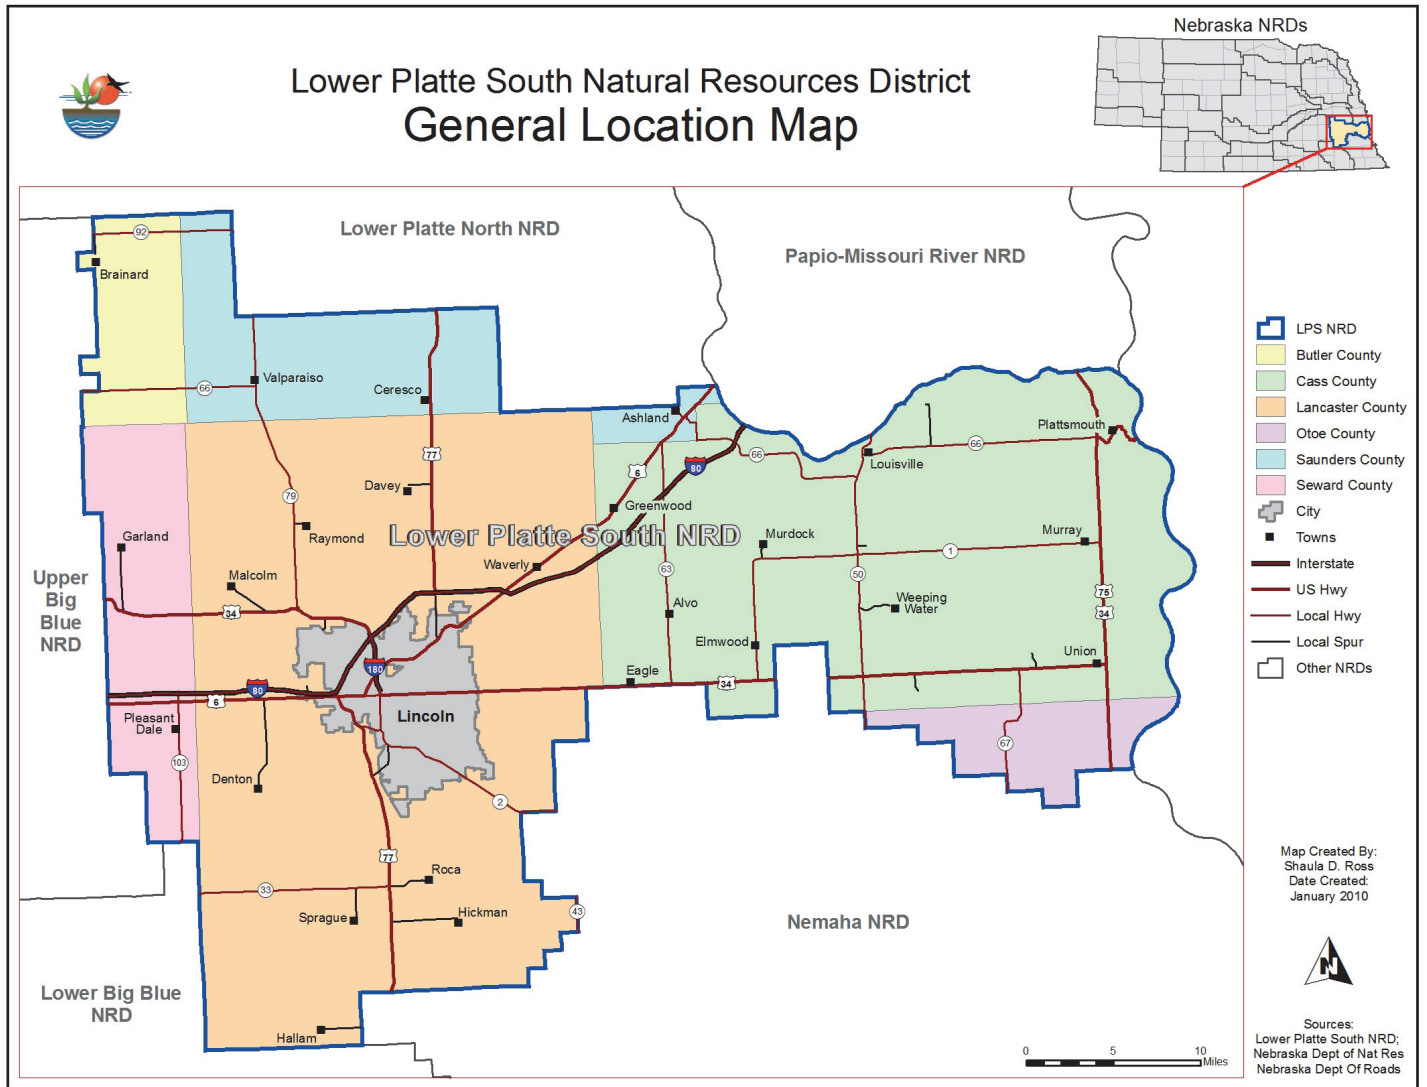 Nebraska NRDs
Lower Platte South Natural Resources District
General Location Map
Lower Platte North NRD
Papio-Missouri River NRD
92
Brainard
LPS NRD
Butler County
Cass County
Lancaster County
Otoe County
Saunders County
Seward County
City
Towns
Interstate
US Hwy
Local Hwy
Local Spur
Other NRDs
66
Valparaiso
Ceresco
Ashland
Plattsmouth
77
6
80
66
66
Louisville
Davey
79
Greenwood
Raymond
Lower Platte South NRD
Garland
Murdock
Murray
1
Waverly
Upper
Big
Blue
NRD
Malcolm
63
50
34
Alvo
Weeping
Water
75
34
Elmwood
180
Union
Eagle
34
80
6
Lincoln
Pleasant
Dale
67
103
Denton
2
77
Roca
33
Sprague
Hickman
43
Nemaha NRD
Lower Big Blue
NRD
Hallam
Map Created By:
Shaula D. Ross
Date Created:
January 2010
N
0 5 10
Miles
Sources:
Lower Platte South NRD;
Nebraska Dept of Nat Res
Nebraska Dept Of Roads